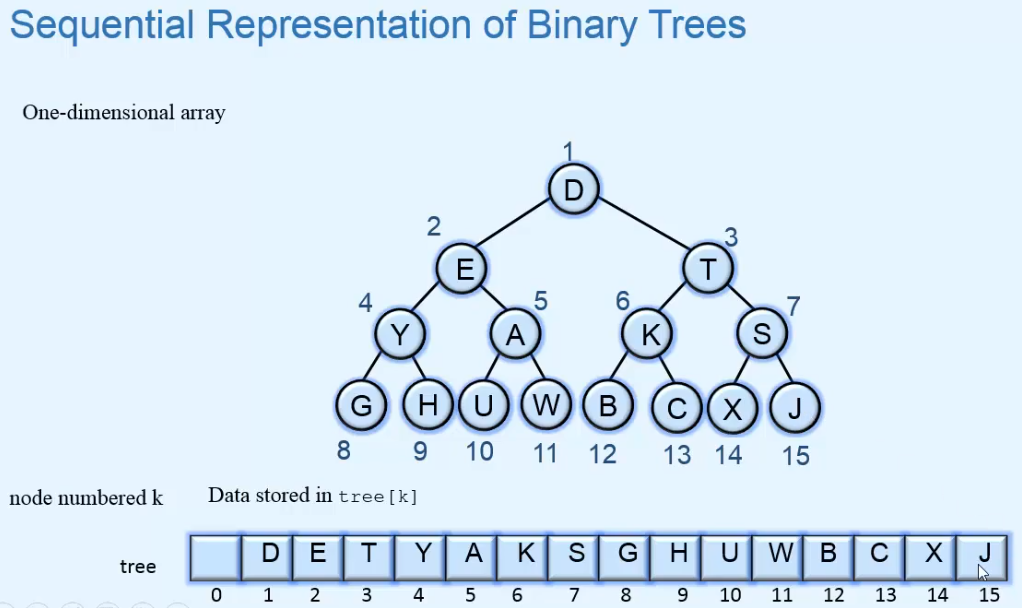 Sequential Representation of Binary Trees
One-dimensional array
1
D
2
3
E
T
4
5
6
7
Y
A
K
S
G H U W B C X J
8 9 10 11 12 13 14 15
node numbered k Data stored in tree[k]
tree D E T Y A K S G H U W B C X J
0 1 2 3 4 5 6 7 8 9 10 11 12 13 14 15